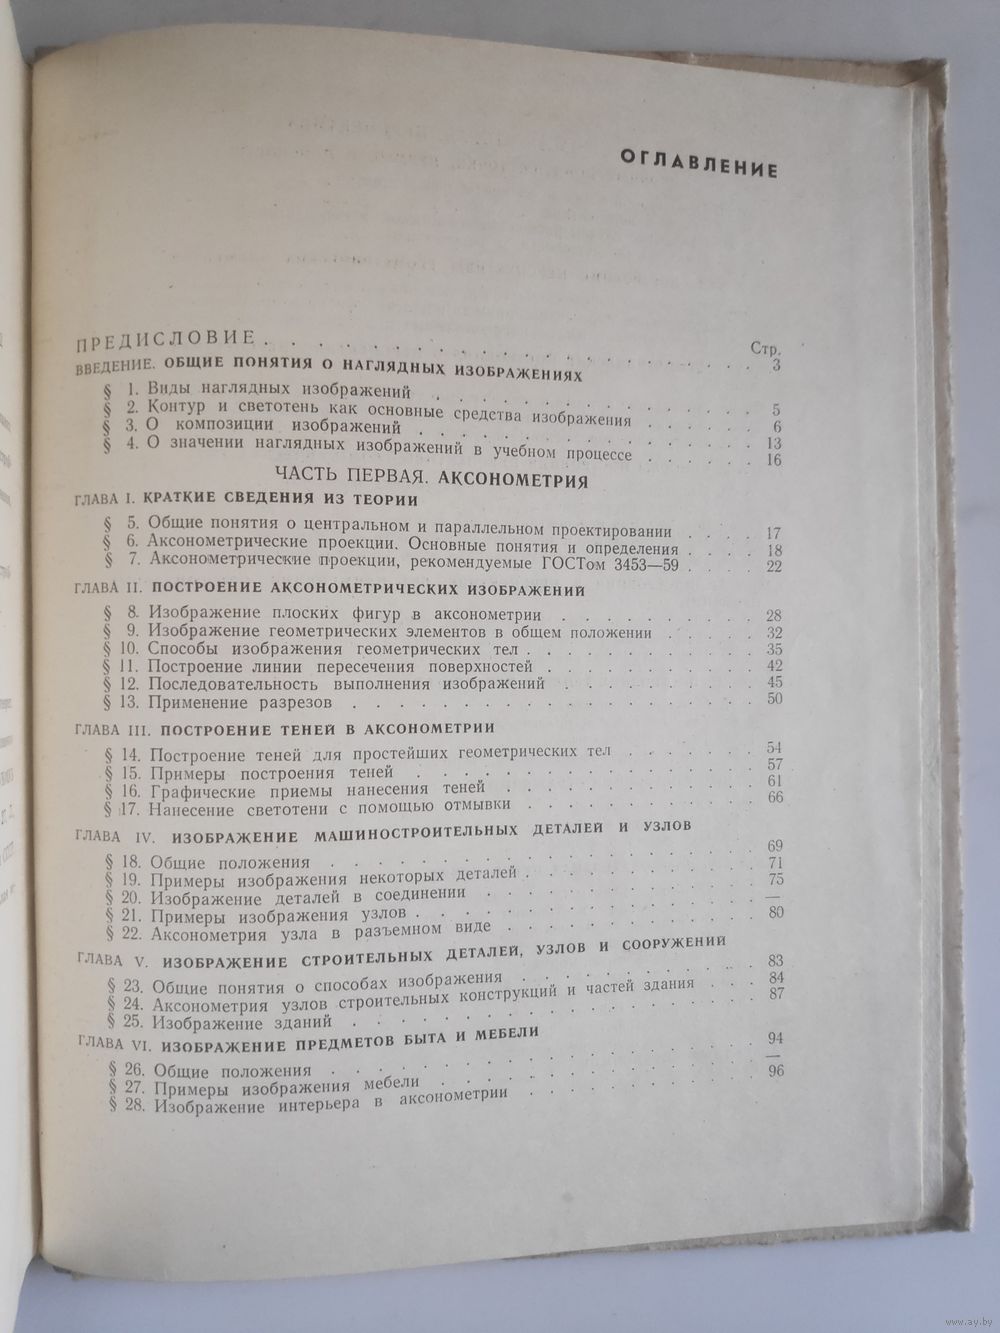 ОГЛАВЛЕНИЕ
Стр.
ПРЕДИСЛОВИЕ . . . . . . . . . . . . . . . . . . . . 3
ВВЕДЕНИЕ. ОБЩИЕ ПОНЯТИЯ О НАГЛЯДНЫХ ИЗОБРАЖЕНИЯХ
§ 1. Виды наглядных изображений . . . . . . . . . . . . 5
§ 2. Контур и светотень как основные средства изображения . . . . . . 6
§ 3. О композиции изображений . . . . . . . . . . . . 13
§ 4. О значении наглядных изображений в учебном процессе . . . . . . 16
ЧАСТЬ ПЕРВАЯ. АКСОНОМЕТРИЯ
ГЛАВА I. КРАТКИЕ СВЕДЕНИЯ ИЗ ТЕОРИИ
§ 5. Общие понятия о центральном и параллельном проектировании . . . . 17
§ 6. Аксонометрические проекции. Основные понятия и определения . . . . 18
§ 7. Аксонометрические проекции, рекомендуемые ГОСТом 3453—59 . . . . 22
ГЛАВА II. ПОСТРОЕНИЕ АКСОНОМЕТРИЧЕСКИХ ИЗОБРАЖЕНИЙ
§ 8. Изображение плоских фигур в аксонометрии . . . . . . . . . . 28
§ 9. Изображение геометрических элементов в общем положении . . . . . 32
§ 10. Способы изображения геометрических тел . . . . . . . . . . . 35
§ 11. Построение линии пересечения поверхностей . . . . . . . . . . 42
§ 12. Последовательность выполнения изображений . . . . . . . . . 45
§ 13. Применение разрезов . . . . . . . . . . . . . . . . . . 50
ГЛАВА III. ПОСТРОЕНИЕ ТЕНЕЙ В АКСОНОМЕТРИИ
§ 14. Построение теней для простейших геометрических тел . . . . . . 54
§ 15. Примеры построения теней . . . . . . . . . . . . . . . 57
§ 16. Графические приемы нанесения теней . . . . . . . . . . . 61
§ 17. Нанесение светотени с помощью отмывки . . . . . . . . . . 66
ГЛАВА IV. ИЗОБРАЖЕНИЕ МАШИНОСТРОИТЕЛЬНЫХ ДЕТАЛЕЙ И УЗЛОВ
§ 18. Общие положения . . . . . . . . . . . . . . . . . . 69
§ 19. Примеры изображения некоторых деталей . . . . . . . . . . 71
§ 20. Изображение деталей в соединении . . . . . . . . . . . . 75
§ 21. Примеры изображения узлов . . . . . . . . . . . . . . —
§ 22. Аксонометрия узла в разъемном виде . . . . . . . . . . . 80
ГЛАВА V. ИЗОБРАЖЕНИЕ СТРОИТЕЛЬНЫХ ДЕТАЛЕЙ, УЗЛОВ И СООРУЖЕНИЙ
§ 23. Общие понятия о способах изображения . . . . . . . . . . 83
§ 24. Аксонометрия узлов строительных конструкций и частей здания . . . 84
§ 25. Изображение зданий . . . . . . . . . . . . . . . . . 87
ГЛАВА VI. ИЗОБРАЖЕНИЕ ПРЕДМЕТОВ БЫТА И МЕБЕЛИ
§ 26. Общие положения . . . . . . . . . . . . . . . . . . 94
§ 27. Примеры изображения мебели . . . . . . . . . . . . . . —
§ 28. Изображение интерьера в аксонометрии . . . . . . . . . . 96
www.ay.by